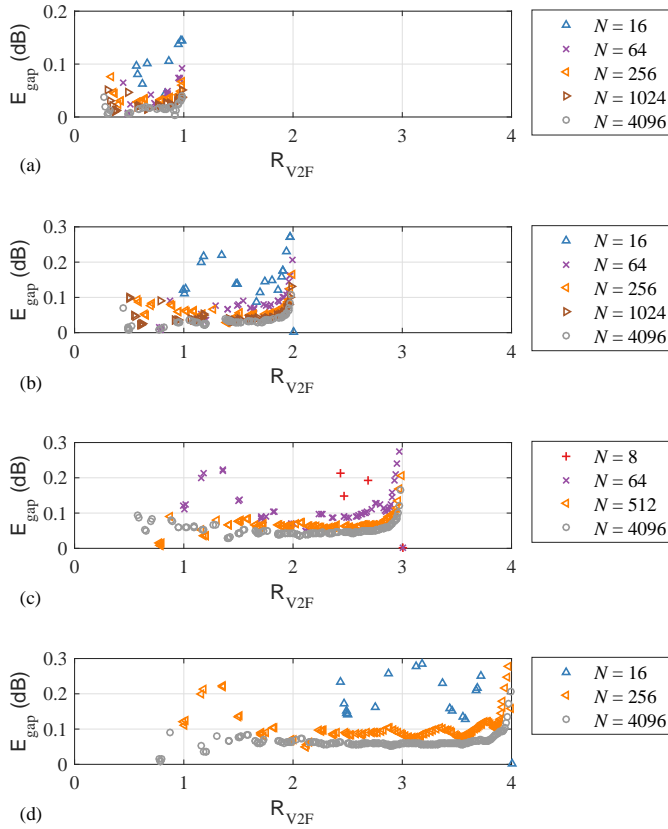 0.2
0.1
0
E_gap (dB)
0 1 2 3 4
R_V2F
(a)
N = 16
N = 64
N = 256
N = 1024
N = 4096
0.3
0.2
0.1
0
E_gap (dB)
0 1 2 3 4
R_V2F
(b)
N = 16
N = 64
N = 256
N = 1024
N = 4096
0.3
0.2
0.1
0
E_gap (dB)
0 1 2 3 4
R_V2F
(c)
N = 8
N = 64
N = 512
N = 4096
0.3
0.2
0.1
0
E_gap (dB)
0 1 2 3 4
R_V2F
(d)
N = 16
N = 256
N = 4096